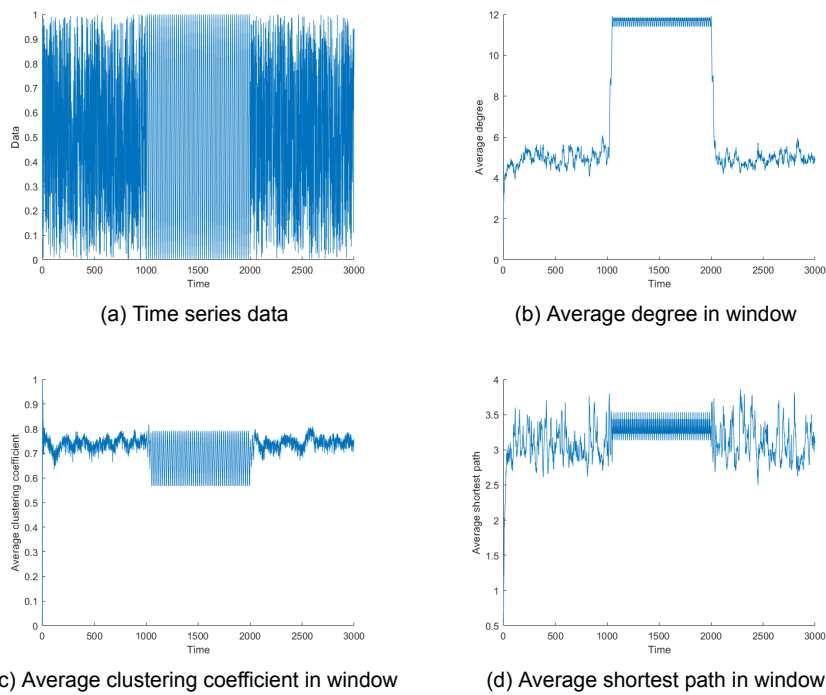 1
0.9
0.8
0.7
0.6
0.5
0.4
0.3
0.2
0.1
0
Data
0 500 1000 1500 2000 2500 3000
Time
(a) Time series data
12
10
8
6
4
2
0
Average degree
0 500 1000 1500 2000 2500 3000
Time
(b) Average degree in window
1
0.9
0.8
0.7
0.6
0.5
0.4
0.3
0.2
0.1
0
Average clustering coefficient
0 500 1000 1500 2000 2500 3000
Time
c) Average clustering coefficient in window
4
3.5
3
2.5
2
1.5
1
0.5
Average shortest path
0 500 1000 1500 2000 2500 3000
Time
(d) Average shortest path in window